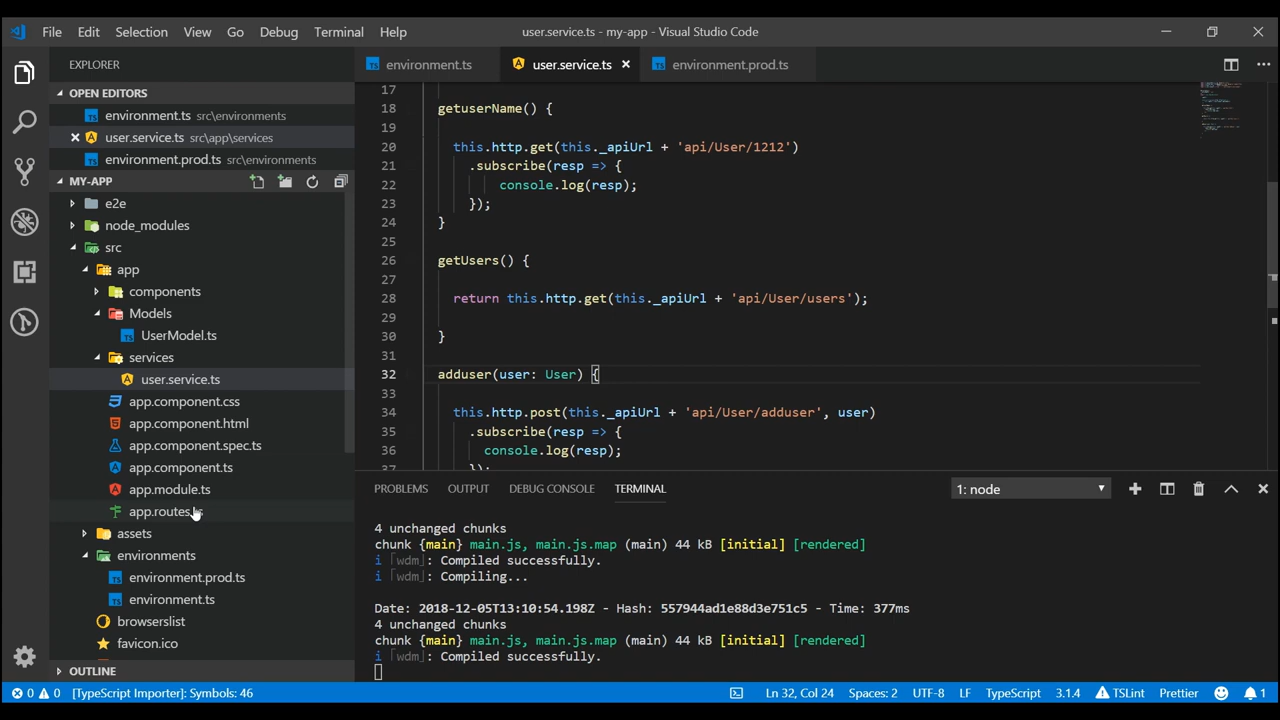 File Edit Selection View Go Debug Terminal Help
user.service.ts - my-app - Visual Studio Code
EXPLORER
OPEN EDITORS
environment.ts src\environments
user.service.ts src\app\services
environment.prod.ts src\environments
MY-APP
e2e
node_modules
src
app
components
Models
UserModel.ts
services
user.service.ts
app.component.css
app.component.html
app.component.spec.ts
app.component.ts
app.module.ts
app.routes.ts
assets
environments
environment.prod.ts
environment.ts
browserslist
favicon.ico
OUTLINE
environment.ts user.service.ts environment.prod.ts
17
18 getuserName() {
19
20 this.http.get(this._apiUrl + 'api/User/1212')
21 .subscribe(resp => {
22 console.log(resp);
23 });
24 }
25
26 getUsers() {
27
28 return this.http.get(this._apiUrl + 'api/User/users');
29
30 }
31
32 adduser(user: User) {
33
34 this.http.post(this._apiUrl + 'api/User/adduser', user)
35 .subscribe(resp => {
36 console.log(resp);
37 });
PROBLEMS OUTPUT DEBUG CONSOLE TERMINAL 1: node
4 unchanged chunks
chunk {main} main.js, main.js.map (main) 44 kB [initial] [rendered]
i ｢wdm｣: Compiled successfully.
i ｢wdm｣: Compiling...
Date: 2018-12-05T13:10:54.198Z - Hash: 557944ad1e88d3e751c5 - Time: 377ms
4 unchanged chunks
chunk {main} main.js, main.js.map (main) 44 kB [initial] [rendered]
i ｢wdm｣: Compiled successfully.
0 0 [TypeScript Importer]: Symbols: 46 Ln 32, Col 24 Spaces: 2 UTF-8 LF TypeScript 3.1.4 TSLint Prettier 1